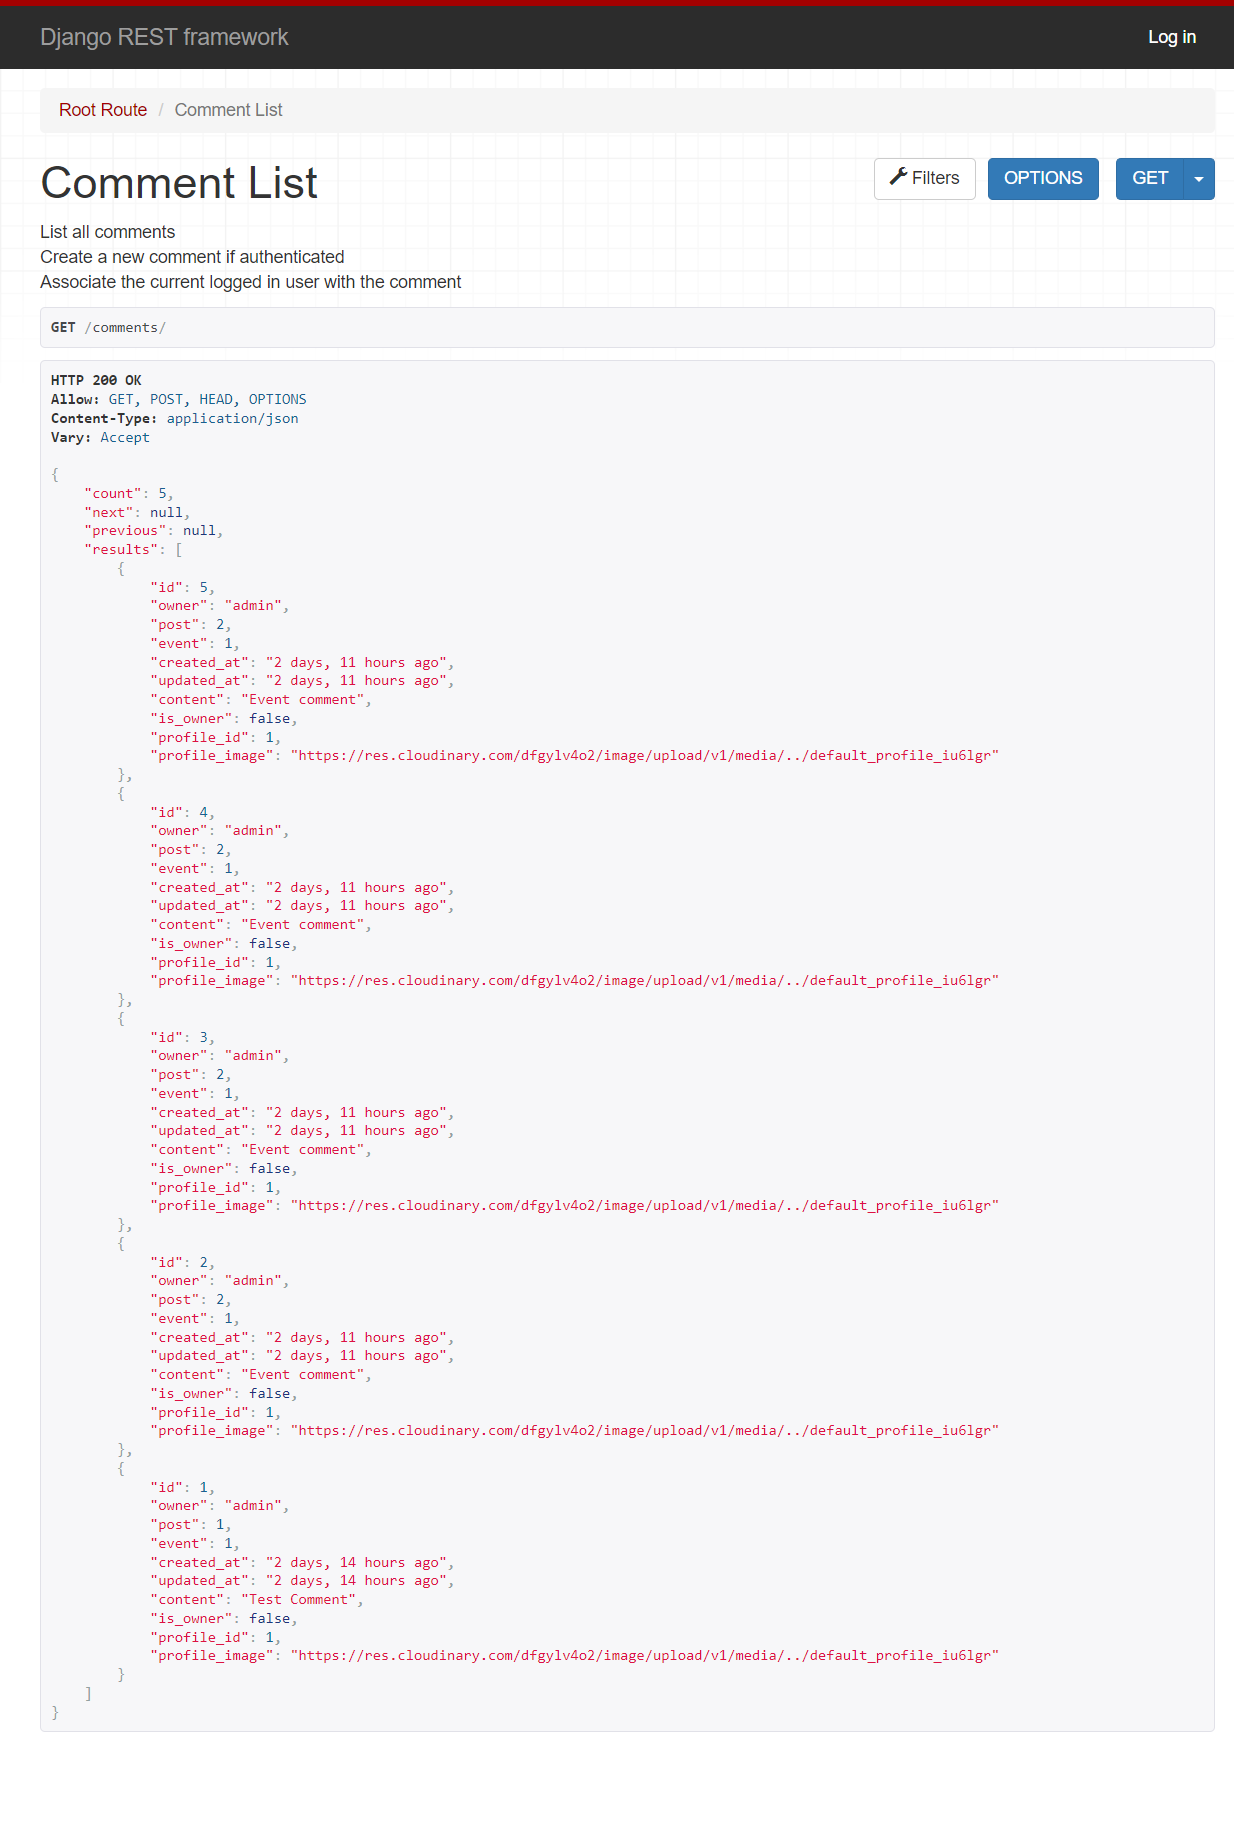 Django REST framework
Log in
Root Route / Comment List
Comment List
Filters
OPTIONS
GET
List all comments
Create a new comment if authenticated
Associate the current logged in user with the comment
GET /comments/
HTTP 200 OK
Allow: GET, POST, HEAD, OPTIONS
Content-Type: application/json
Vary: Accept
{
    "count": 5,
    "next": null,
    "previous": null,
    "results": [
        {
            "id": 5,
            "owner": "admin",
            "post": 2,
            "event": 1,
            "created_at": "2 days, 11 hours ago",
            "updated_at": "2 days, 11 hours ago",
            "content": "Event comment",
            "is_owner": false,
            "profile_id": 1,
            "profile_image": "https://res.cloudinary.com/dfgylv4o2/image/upload/v1/media/../default_profile_iu6lgr"
        },
        {
            "id": 4,
            "owner": "admin",
            "post": 2,
            "event": 1,
            "created_at": "2 days, 11 hours ago",
            "updated_at": "2 days, 11 hours ago",
            "content": "Event comment",
            "is_owner": false,
            "profile_id": 1,
            "profile_image": "https://res.cloudinary.com/dfgylv4o2/image/upload/v1/media/../default_profile_iu6lgr"
        },
        {
            "id": 3,
            "owner": "admin",
            "post": 2,
            "event": 1,
            "created_at": "2 days, 11 hours ago",
            "updated_at": "2 days, 11 hours ago",
            "content": "Event comment",
            "is_owner": false,
            "profile_id": 1,
            "profile_image": "https://res.cloudinary.com/dfgylv4o2/image/upload/v1/media/../default_profile_iu6lgr"
        },
        {
            "id": 2,
            "owner": "admin",
            "post": 2,
            "event": 1,
            "created_at": "2 days, 11 hours ago",
            "updated_at": "2 days, 11 hours ago",
            "content": "Event comment",
            "is_owner": false,
            "profile_id": 1,
            "profile_image": "https://res.cloudinary.com/dfgylv4o2/image/upload/v1/media/../default_profile_iu6lgr"
        },
        {
            "id": 1,
            "owner": "admin",
            "post": 1,
            "event": 1,
            "created_at": "2 days, 14 hours ago",
            "updated_at": "2 days, 14 hours ago",
            "content": "Test Comment",
            "is_owner": false,
            "profile_id": 1,
            "profile_image": "https://res.cloudinary.com/dfgylv4o2/image/upload/v1/media/../default_profile_iu6lgr"
        }
    ]
}